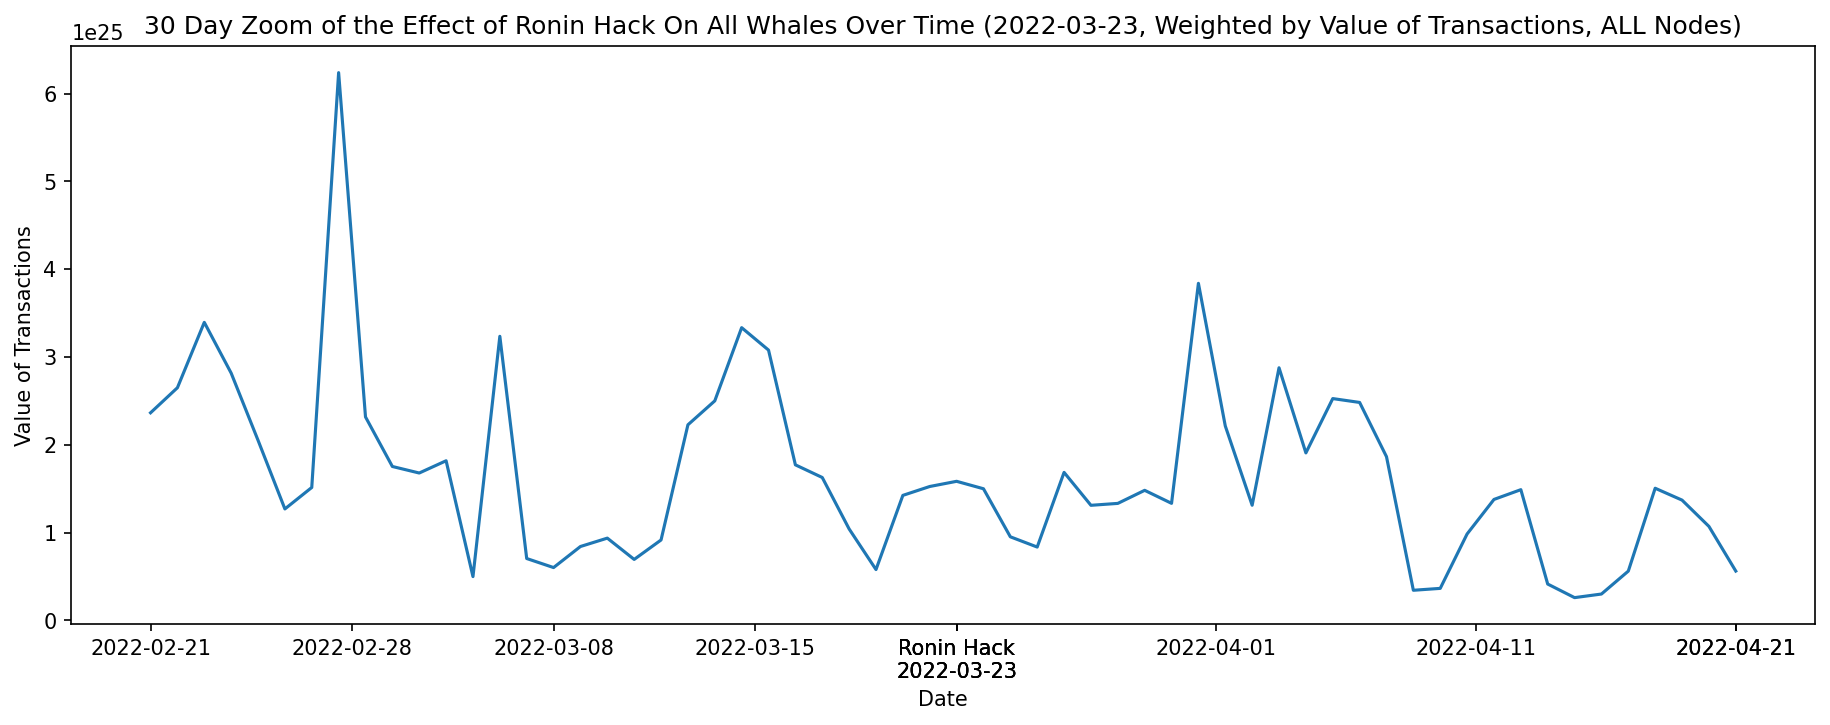 30 Day Zoom of the Effect of Ronin Hack On All Whales Over Time (2022-03-23, Weighted by Value of Transactions, ALL Nodes)
1e25
6
5
4
3
2
1
0
Value of Transactions
2022-02-21 2022-02-28 2022-03-08 2022-03-15 Ronin Hack 2022-04-01 2022-04-11 2022-04-21
2022-03-23
Date